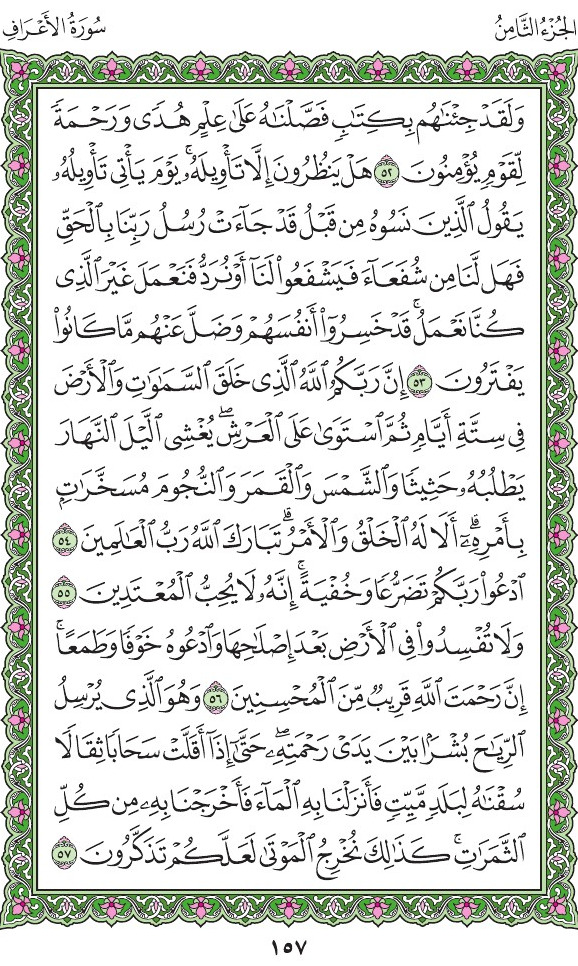 الجُزْءُ الثَّامِنُ
سُورَةُ الأَعْرَافِ
وَلَقَدْ جِئْنَٰهُم بِكِتَٰبٖ فَصَّلْنَٰهُ عَلَىٰ عِلْمٍ هُدٗى وَرَحْمَةٗ
لِّقَوْمٖ يُؤْمِنُونَ ٥٢ هَلْ يَنظُرُونَ إِلَّا تَأْوِيلَهُۥۚ يَوْمَ يَأْتِي تَأْوِيلُهُۥ
يَقُولُ ٱلَّذِينَ نَسُوهُ مِن قَبْلُ قَدْ جَآءَتْ رُسُلُ رَبِّنَا بِٱلْحَقِّ
فَهَل لَّنَا مِن شُفَعَآءَ فَيَشْفَعُواْ لَنَآ أَوْ نُرَدُّ فَنَعْمَلَ غَيْرَ ٱلَّذِي
كُنَّا نَعْمَلُۚ قَدْ خَسِرُوٓاْ أَنفُسَهُمْ وَضَلَّ عَنْهُم مَّا كَانُواْ
يَفْتَرُونَ ٥٣ إِنَّ رَبَّكُمُ ٱللَّهُ ٱلَّذِي خَلَقَ ٱلسَّمَٰوَٰتِ وَٱلْأَرْضَ
فِي سِتَّةِ أَيَّامٖ ثُمَّ ٱسْتَوَىٰ عَلَى ٱلْعَرْشِۖ يُغْشِي ٱلَّيْلَ ٱلنَّهَارَ
يَطْلُبُهُۥ حَثِيثٗا وَٱلشَّمْسَ وَٱلْقَمَرَ وَٱلنُّجُومَ مُسَخَّرَٰتِۭ
بِأَمْرِهِۦٓۗ أَلَا لَهُ ٱلْخَلْقُ وَٱلْأَمْرُۗ تَبَارَكَ ٱللَّهُ رَبُّ ٱلْعَٰلَمِينَ ٥٤
ٱدْعُواْ رَبَّكُمْ تَضَرُّعٗا وَخُفْيَةًۚ إِنَّهُۥ لَا يُحِبُّ ٱلْمُعْتَدِينَ ٥٥
وَلَا تُفْسِدُواْ فِي ٱلْأَرْضِ بَعْدَ إِصْلَٰحِهَا وَٱدْعُوهُ خَوْفٗا وَطَمَعًاۚ
إِنَّ رَحْمَتَ ٱللَّهِ قَرِيبٞ مِّنَ ٱلْمُحْسِنِينَ ٥٦ وَهُوَ ٱلَّذِي يُرْسِلُ
ٱلرِّيَٰحَ بُشْرَۢا بَيْنَ يَدَيْ رَحْمَتِهِۦۖ حَتَّىٰٓ إِذَآ أَقَلَّتْ سَحَابٗا ثِقَالٗا
سُقْنَٰهُ لِبَلَدٖ مَّيِّتٖ فَأَنزَلْنَا بِهِ ٱلْمَآءَ فَأَخْرَجْنَا بِهِۦ مِن كُلِّ
ٱلثَّمَرَٰتِۚ كَذَٰلِكَ نُخْرِجُ ٱلْمَوْتَىٰ لَعَلَّكُمْ تَذَكَّرُونَ ٥٧
١٥٧